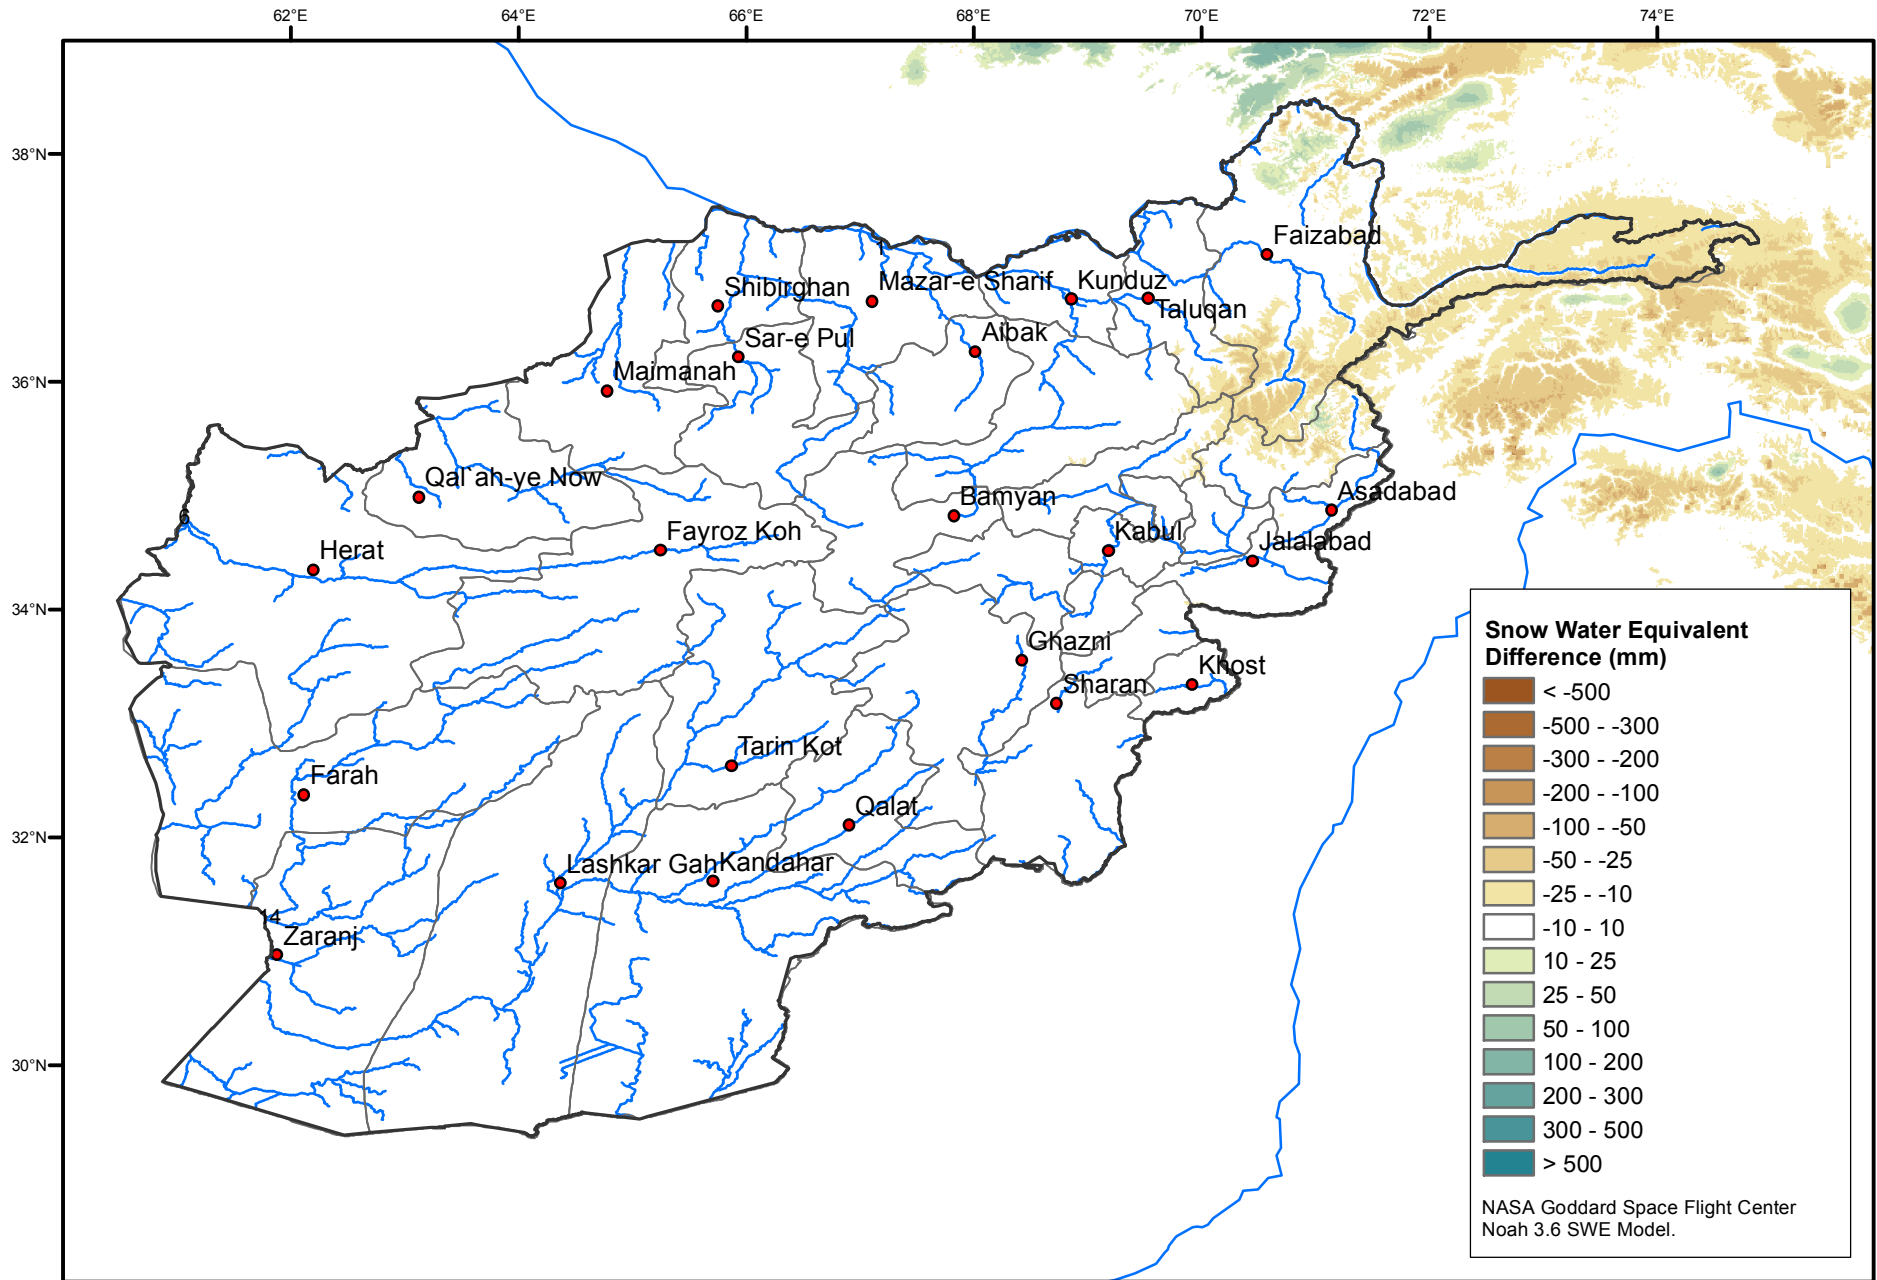 62°E 64°E 66°E 68°E 70°E 72°E 74°E
38°N
36°N
34°N
32°N
30°N
Faizabad
1
Shibirghan
Mazar-e Sharif
Kunduz
Taluqan
Sar-e Pul
Aibak
Maimanah
Qal'ah-ye Now
Bamyan
Asadabad
6
Herat
Fayroz Koh
Kabul
Jalalabad
Ghazni
Khost
Sharan
Tarin Kot
Farah
Qalat
Lashkar Gah
Kandahar
14
Zaranj
Snow Water Equivalent
Difference (mm)
< -500
-500 - -300
-300 - -200
-200 - -100
-100 - -50
-50 - -25
-25 - -10
-10 - 10
10 - 25
25 - 50
50 - 100
100 - 200
200 - 300
300 - 500
> 500
NASA Goddard Space Flight Center
Noah 3.6 SWE Model.